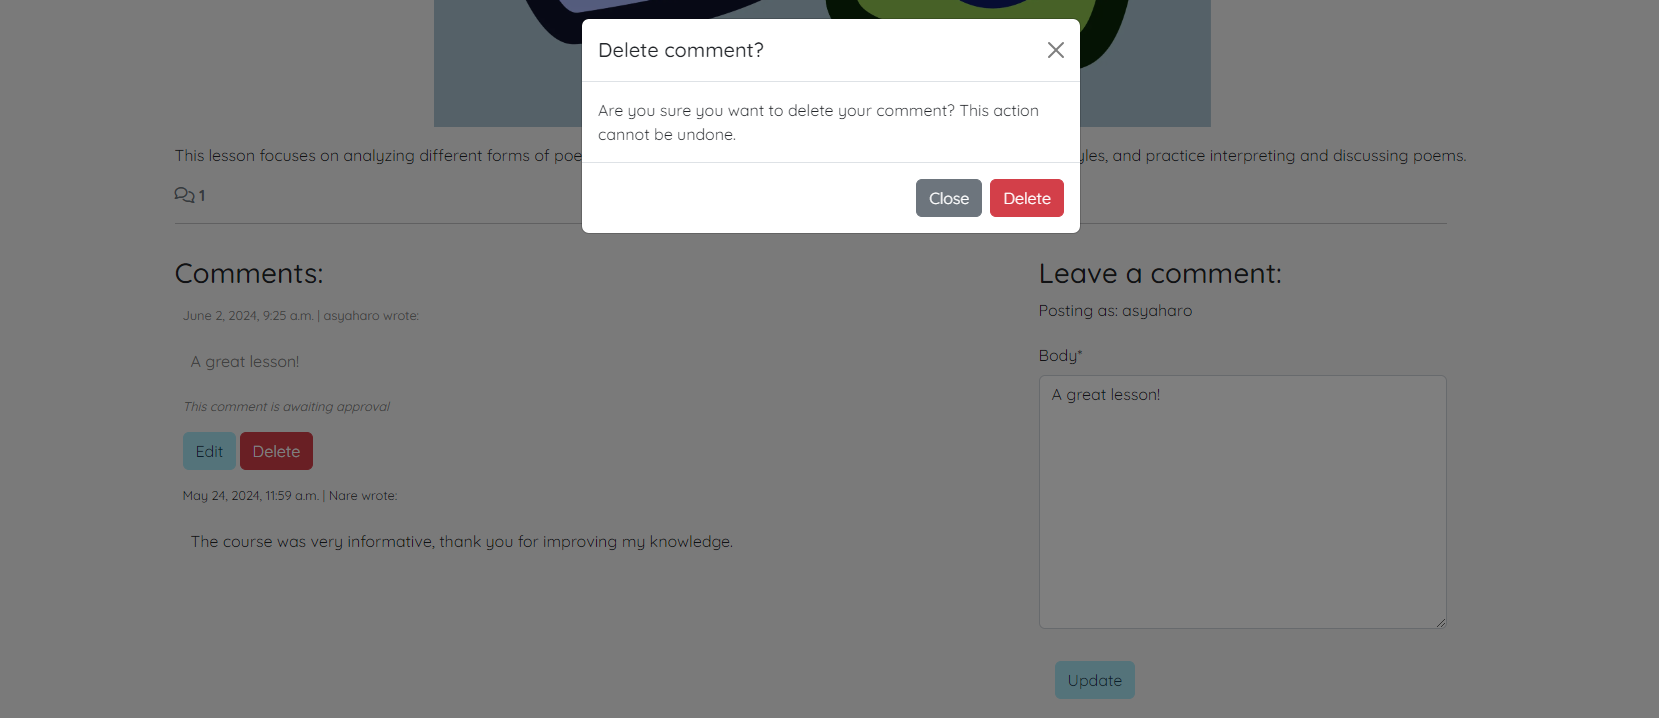 Delete comment?
Are you sure you want to delete your comment? This action
cannot be undone.
Close Delete
This lesson focuses on analyzing different forms of and practice interpreting and discussing poems.
1
Comments:
June 2, 2024, 9:25 a.m. | asyaharo wrote:
A great lesson!
This comment is awaiting approval
Edit Delete
May 24, 2024, 11:59 a.m. | Nare wrote:
The course was very informative, thank you for improving my knowledge.
Leave a comment:
Posting as: asyaharo
Body*
A great lesson!
Update